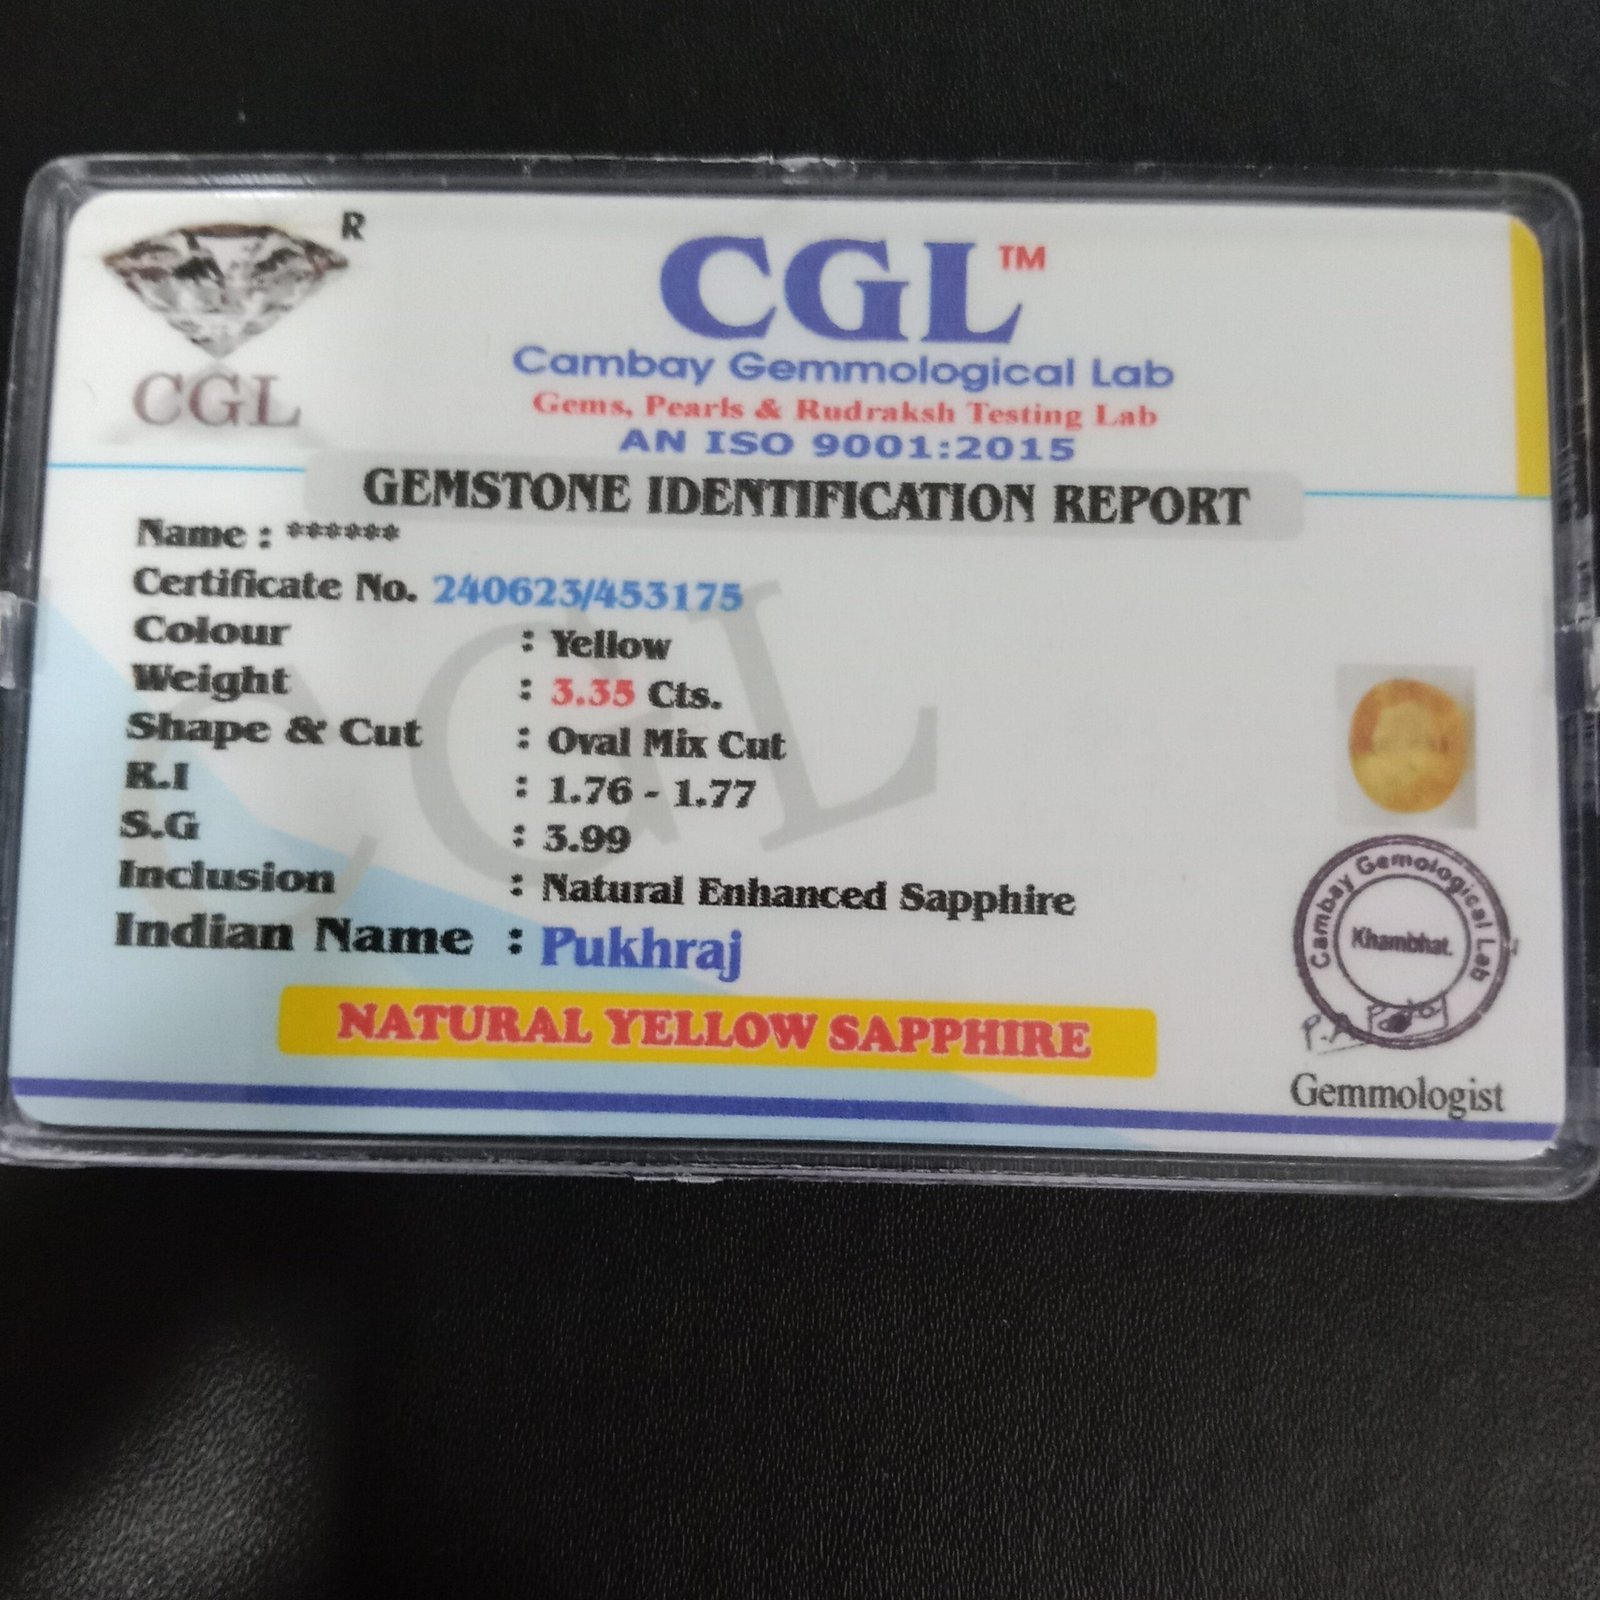 R
CGL
CGL™
Cambay Gemmological Lab
Gems, Pearls & Rudraksh Testing Lab
AN ISO 9001:2015
GEMSTONE IDENTIFICATION REPORT
Name : ******
Certificate No. 240623/453175
Colour : Yellow
Weight : 3.35 Cts.
Shape & Cut : Oval Mix Cut
R.I : 1.76 - 1.77
S.G : 3.99
Inclusion : Natural Enhanced Sapphire
Indian Name : Pukhraj
NATURAL YELLOW SAPPHIRE
CGL
Cambay Gemological Lab
Khambhat.
Gemmologist